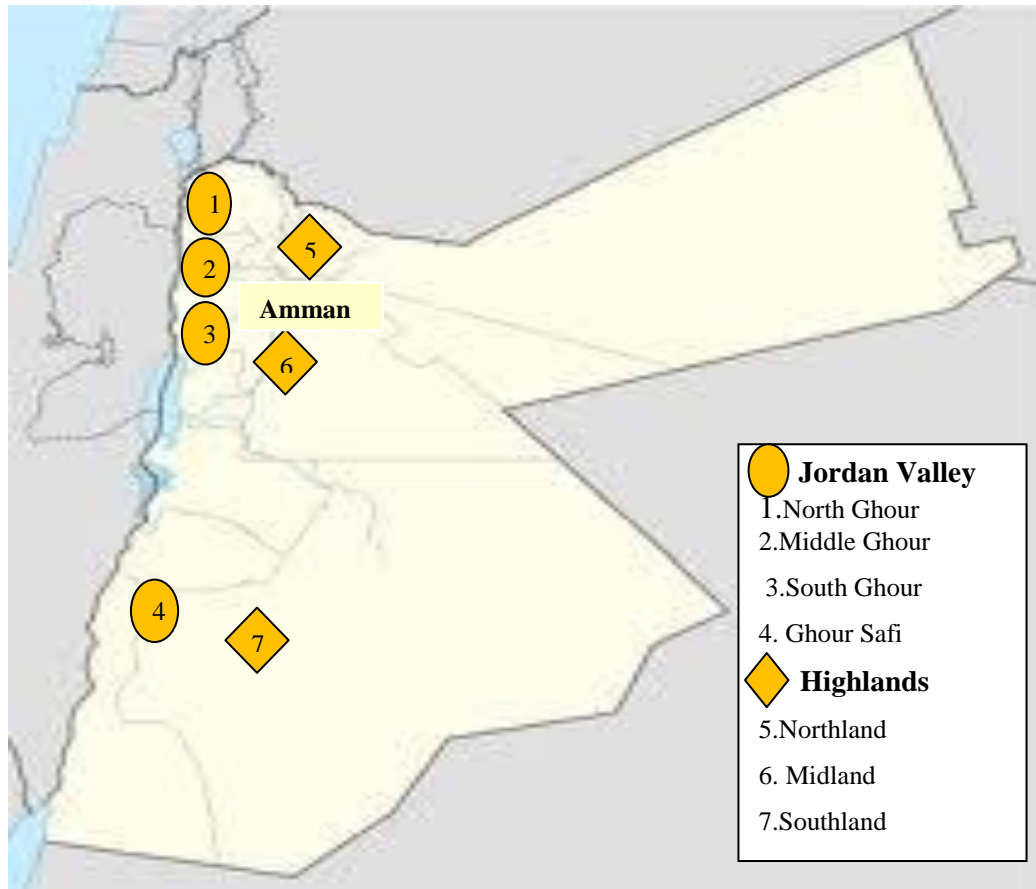 1
2
5
Amman
3
6
4
7
Jordan Valley
1.North Ghour
2.Middle Ghour
3.South Ghour
4. Ghour Safi
Highlands
5.Northland
6. Midland
7.Southland